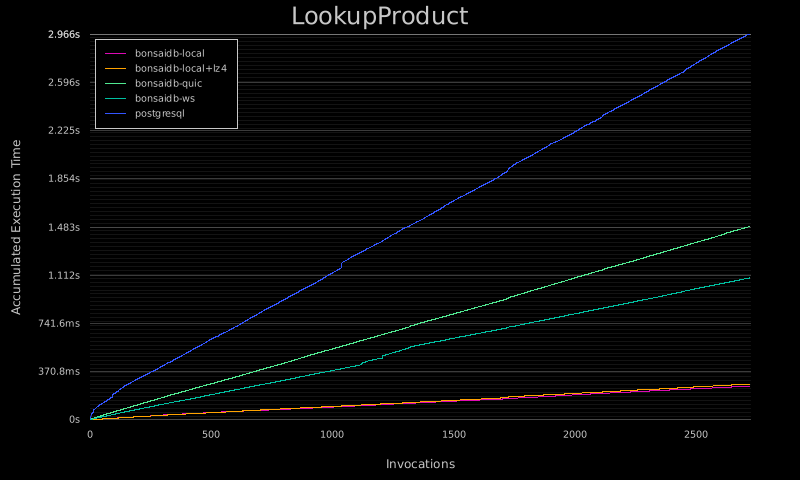 LookupProduct
2.966s
2.596s
2.225s
1.854s
1.483s
1.112s
741.6ms
370.8ms
0s
bonsaidb-local
bonsaidb-local+lz4
bonsaidb-quic
bonsaidb-ws
postgresql
Accumulated Execution Time
0 500 1000 1500 2000 2500
Invocations